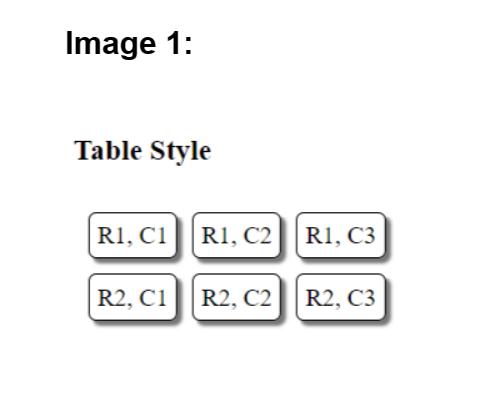 Image 1:
Table Style
R1, C1 R1, C2 R1, C3
R2, C1 R2, C2 R2, C3